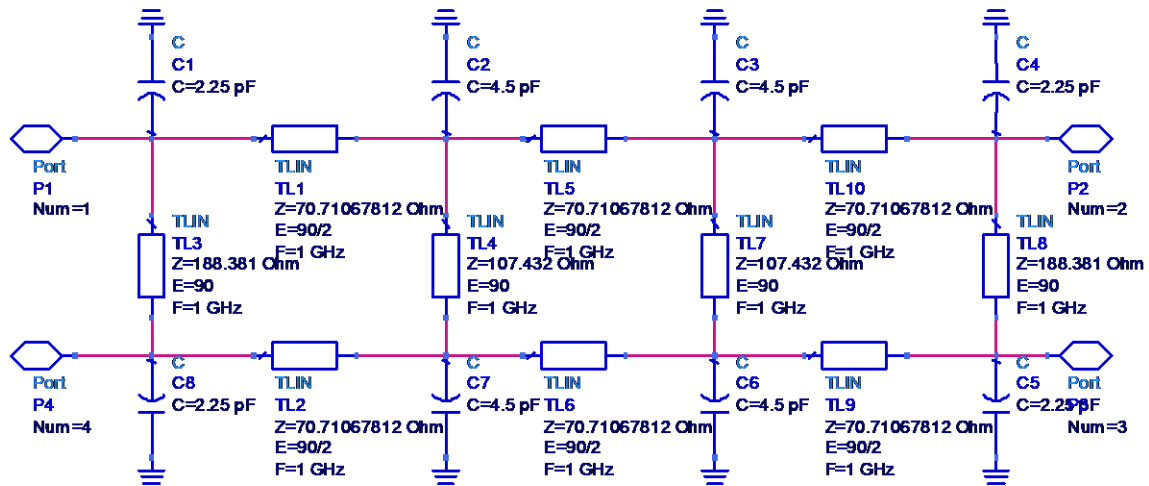 C
C1
C=2.25 pF
C
C2
C=4.5 pF
C
C3
C=4.5 pF
C
C4
C=2.25 pF
Port
P1
Num=1
TLIN
TL1
Z=70.71067812 Ohm
E=90/2
F=1 GHz
TLIN
TL5
Z=70.71067812 Ohm
E=90/2
F=1 GHz
TLIN
TL10
Z=70.71067812 Ohm
E=90/2
F=1 GHz
Port
P2
Num=2
TLIN
TL3
Z=188.381 Ohm
E=90
F=1 GHz
TLIN
TL4
Z=107.432 Ohm
E=90
F=1 GHz
TLIN
TL7
Z=107.432 Ohm
E=90
F=1 GHz
TLIN
TL8
Z=188.381 Ohm
E=90
F=1 GHz
Port
P4
Num=4
C
C8
C=2.25 pF
TLIN
TL2
Z=70.71067812 Ohm
E=90/2
F=1 GHz
C
C7
C=4.5 pF
TLIN
TL6
Z=70.71067812 Ohm
E=90/2
F=1 GHz
C
C6
C=4.5 pF
TLIN
TL9
Z=70.71067812 Ohm
E=90/2
F=1 GHz
C
C5
C=2.25 pF
Port
P3
Num=3